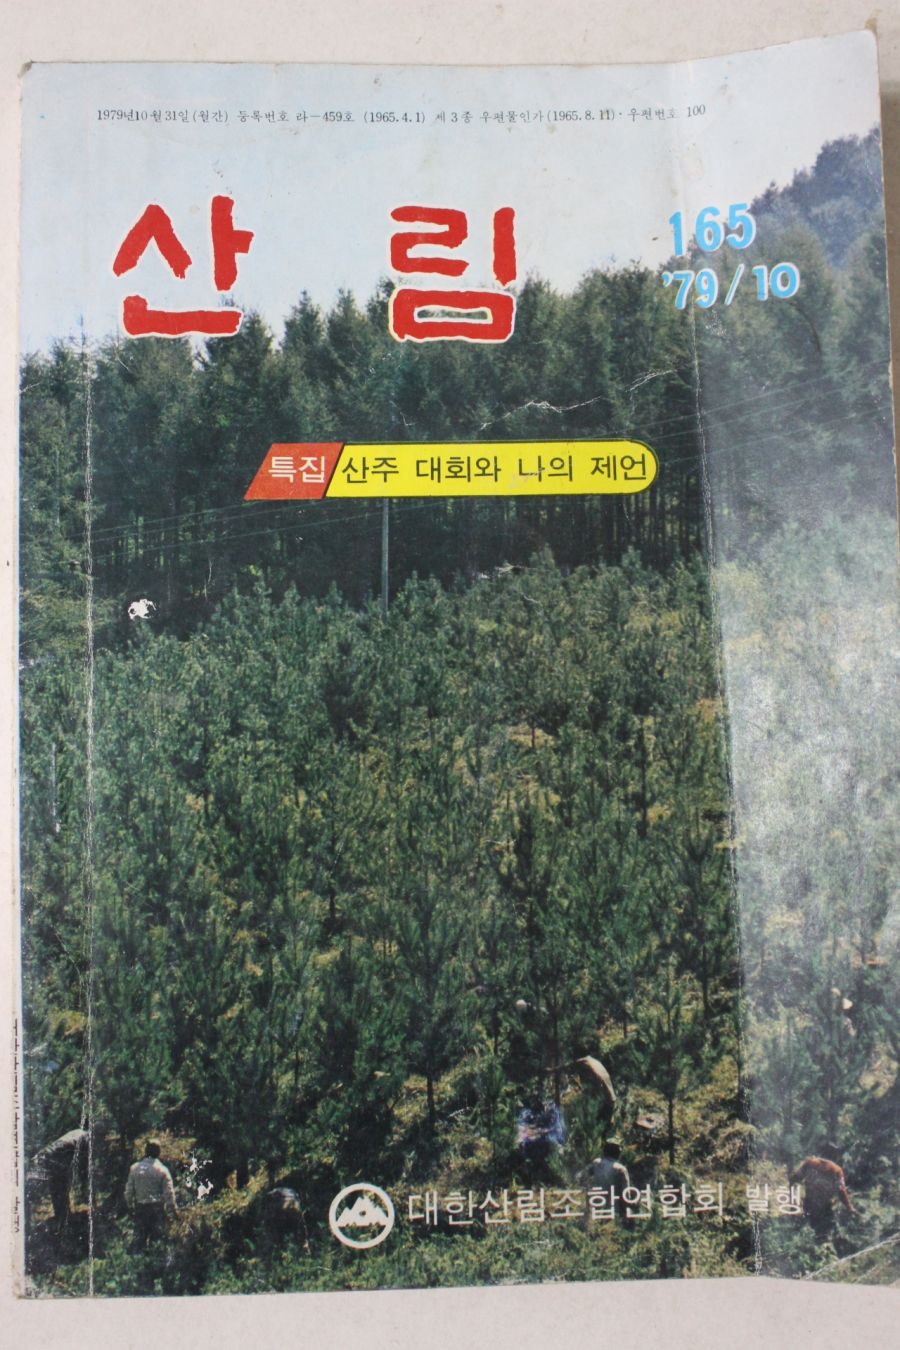 1979년10월31일(월간) 등록번호 라-459호 (1965.4.1) 제3종 우편물인가(1965.8.11)·우편번호 100
산 림
165
'79/10
특집 산주 대회와 나의 제언
대한산림조합연합회 발행